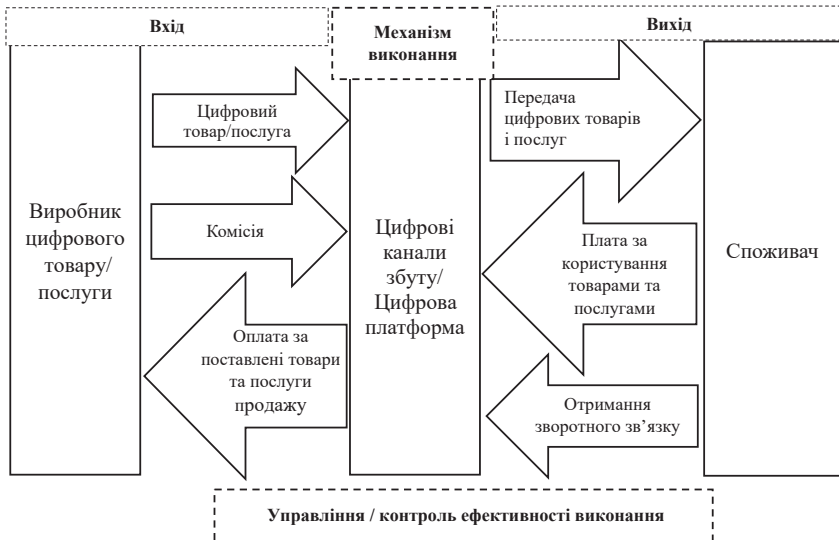 Вхід
Механізм
виконання
Вихід
Виробник
цифрового
товару/
послуги
Цифровий
товар/послуга
Комісія
Оплата за
поставлені товари
та послуги
продажу
Цифрові
канали
збуту/
Цифрова
платформа
Передача
цифрових товарів
і послуг
Плата за
користування
товарами та
послугами
Отримання
зворотного зв’язку
Споживач
Управління / контроль ефективності виконання